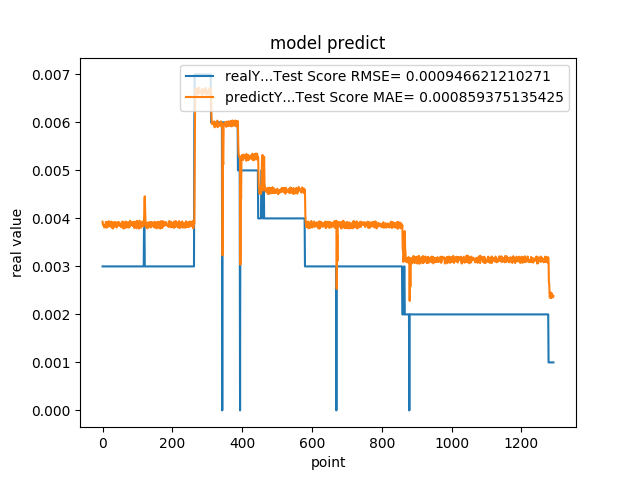 model predict
realY...Test Score RMSE= 0.000946621210271
predictY...Test Score MAE= 0.000859375135425
0.007
0.006
0.005
0.004
0.003
0.002
0.001
0.000
real value
0 200 400 600 800 1000 1200
point